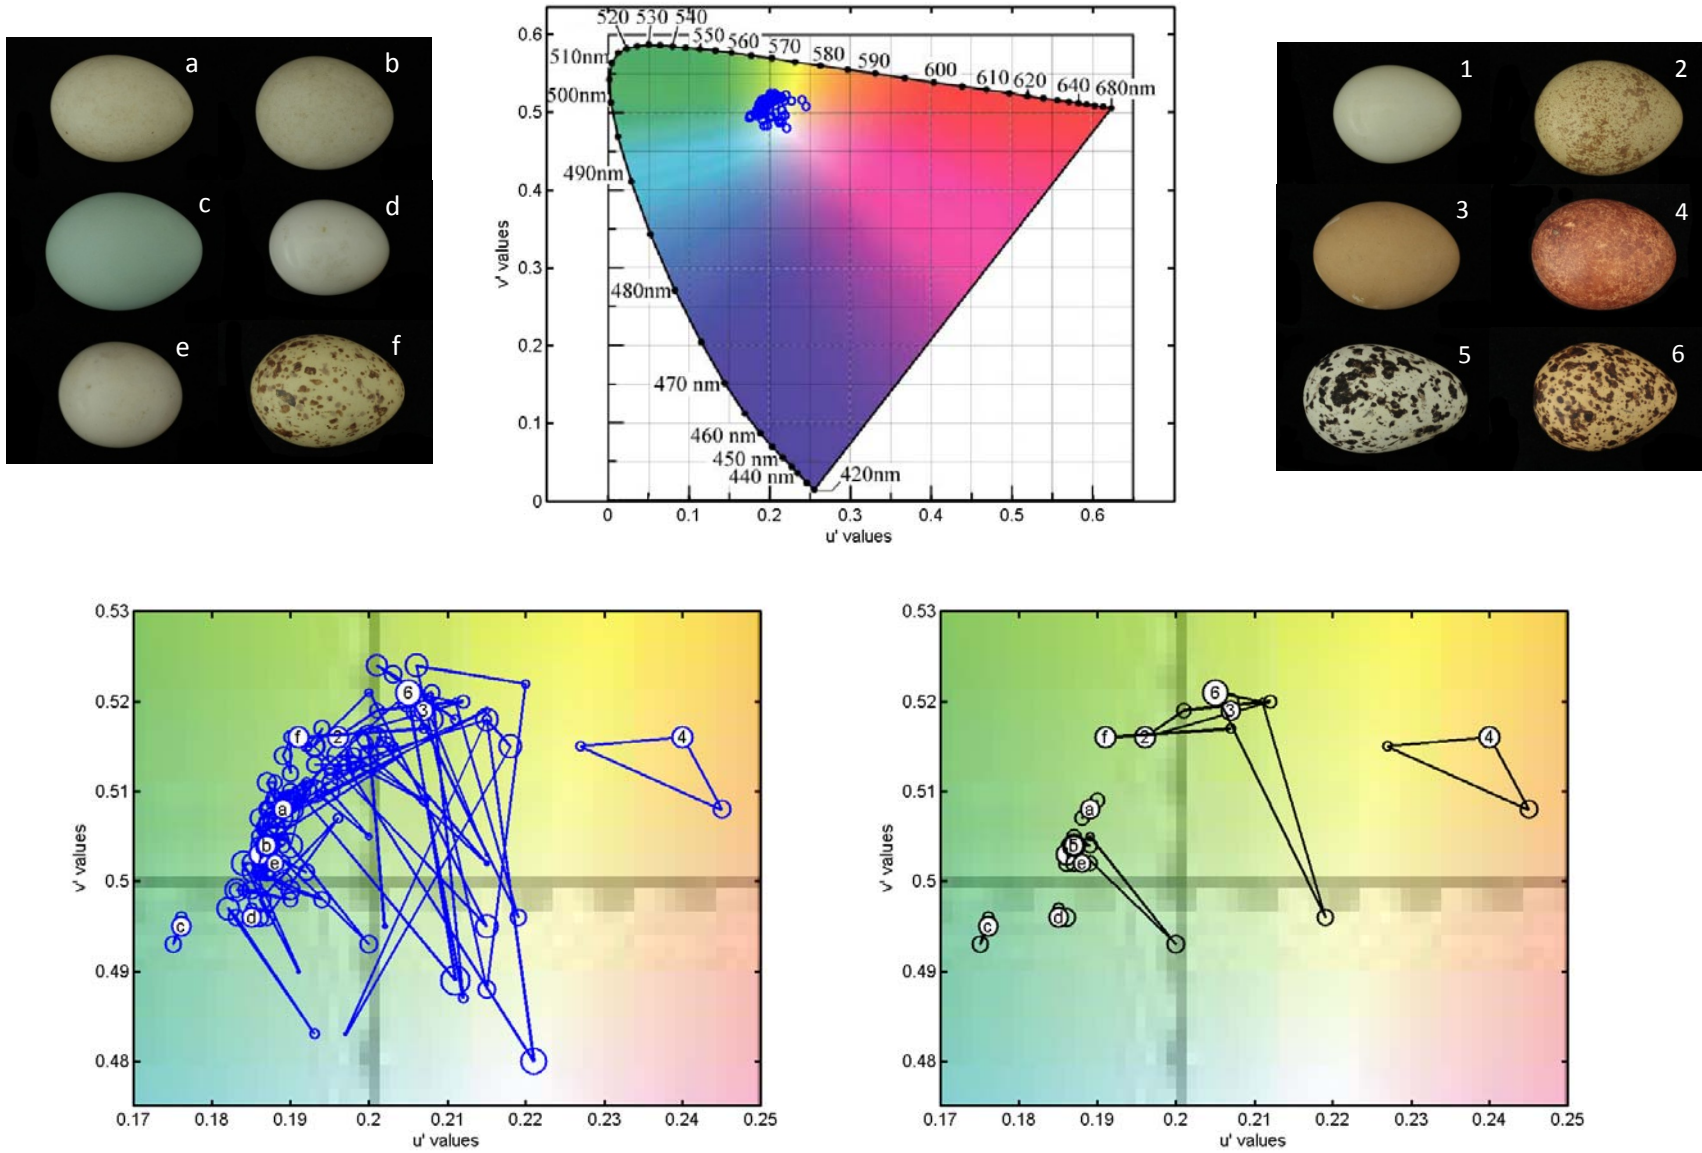 a
b
c
d
e
f
520 530 540
550
560
570
580
590
600
610
620
640
680nm
510nm
500nm
490nm
480nm
470 nm
460 nm
450 nm
440 nm
420nm
0.6
0.5
0.4
0.3
0.2
0.1
0
v' values
0 0.1 0.2 0.3 0.4 0.5 0.6
u' values
1
2
3
4
5
6
0.53
0.52
0.51
0.5
0.49
0.48
v' values
6
3
f
2
4
a
b
e
d
c
0.17 0.18 0.19 0.2 0.21 0.22 0.23 0.24 0.25
u' values
0.53
0.52
0.51
0.5
0.49
0.48
v' values
6
3
f
2
4
a
b
e
d
c
0.17 0.18 0.19 0.2 0.21 0.22 0.23 0.24 0.25
u' values